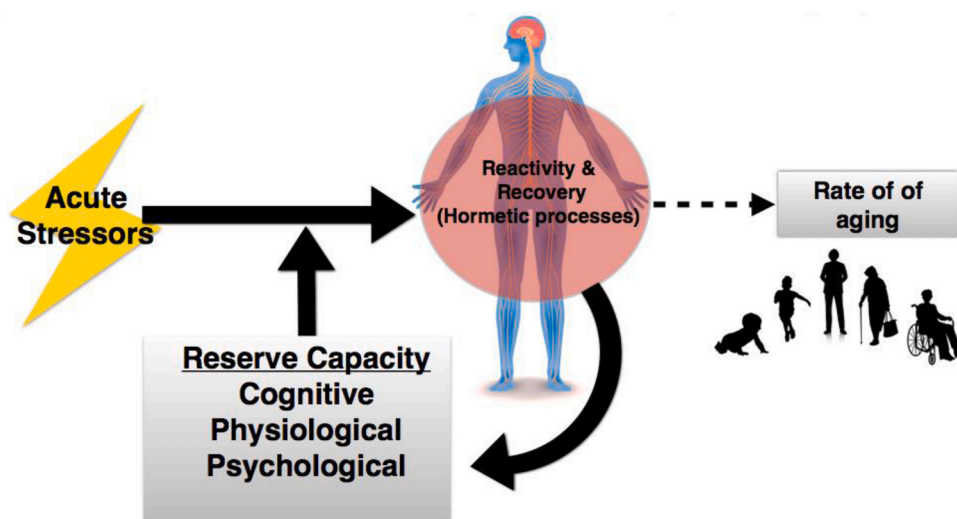 Acute
Stressors
Reactivity &
Recovery
(Hormetic processes)
Rate of of
aging
Reserve Capacity
Cognitive
Physiological
Psychological